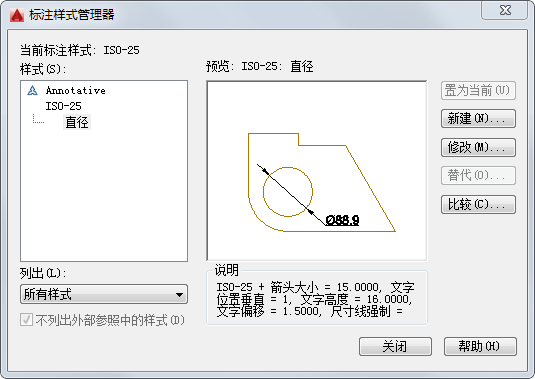 标注样式管理器
当前标注样式: ISO-25
样式(S):
Annotative
ISO-25
直径
预览: ISO-25: 直径
Ø88.9
置为当前(U)
新建(N)...
修改(M)...
替代(O)...
比较(C)...
列出(L):
所有样式
不列出外部参照中的样式(D)
说明
ISO-25 + 箭头大小 = 15.0000, 文字
位置垂直 = 1, 文字高度 = 16.0000,
文字偏移 = 1.5000, 尺寸线强制 =
关闭
帮助(H)